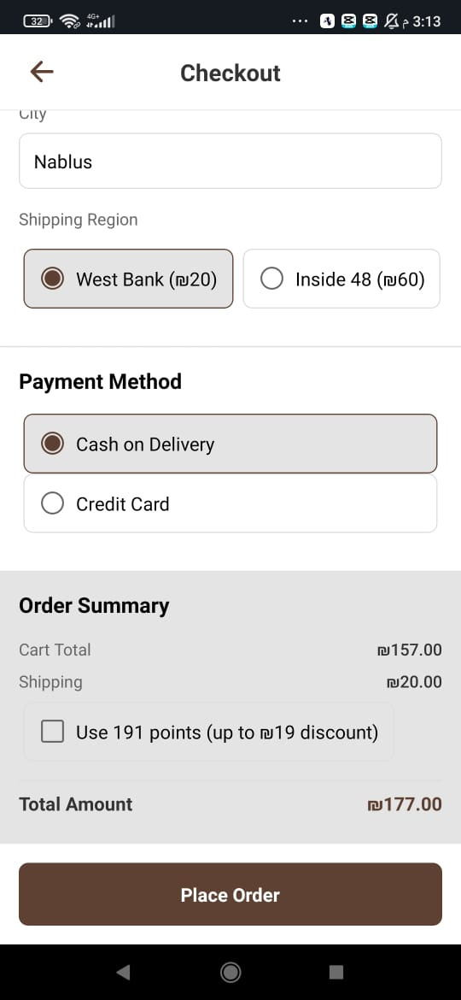 32 4G+ ... م 3:13
Checkout
City
Nablus
Shipping Region
West Bank (₪20) Inside 48 (₪60)
Payment Method
Cash on Delivery
Credit Card
Order Summary
Cart Total ₪157.00
Shipping ₪20.00
Use 191 points (up to ₪19 discount)
Total Amount ₪177.00
Place Order